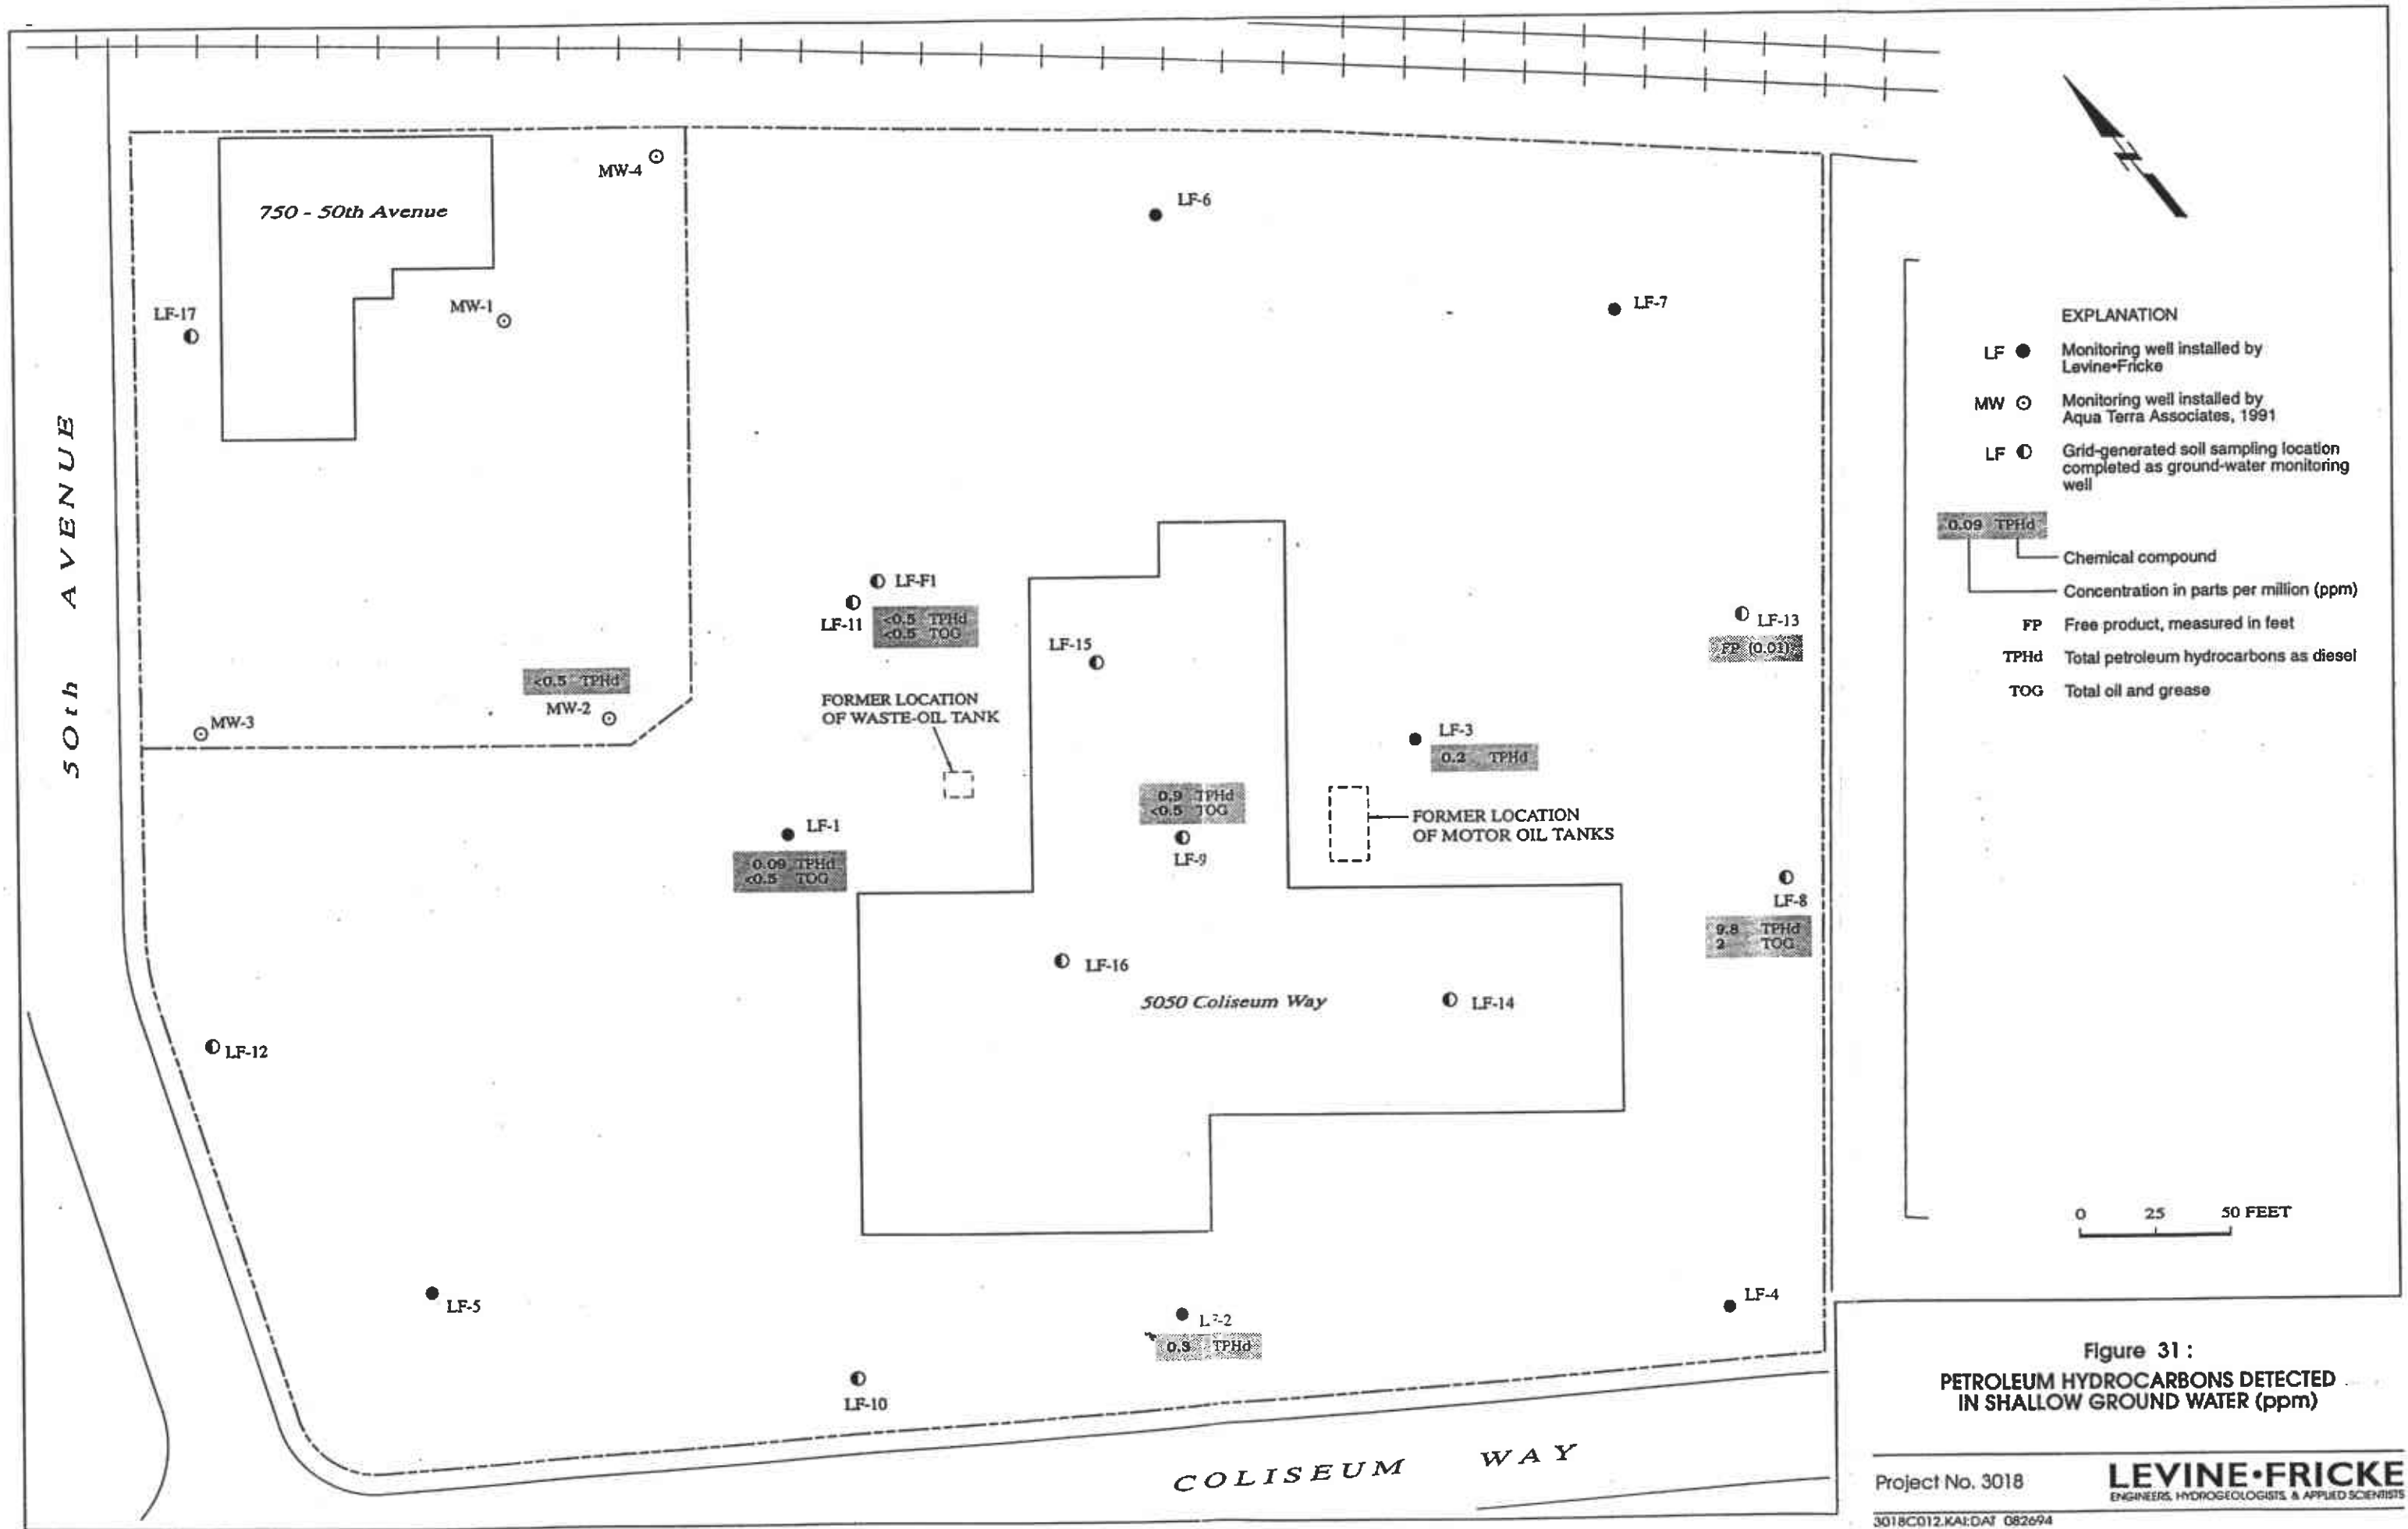 MW-4
750 - 50th Avenue
LF-6
LF-17
MW-1
LF-7
50th AVENUE
LF-F1
LF-11
<0.5 TPHd
<0.5 TOG
LF-15
LF-13
FP (0.01)
<0.5 TPHd
MW-2
MW-3
FORMER LOCATION
OF WASTE-OIL TANK
LF-3
0.2 TPHd
0.9 TPHd
<0.5 TOG
LF-9
FORMER LOCATION
OF MOTOR OIL TANKS
LF-1
0.09 TPHd
<0.5 TOG
LF-8
9.8 TPHd
2 TOG
LF-16
5050 Coliseum Way
LF-14
LF-12
LF-5
LF-2
0.3 TPHd
LF-4
LF-10
COLISEUM WAY
EXPLANATION
LF Monitoring well installed by
Levine•Fricke
MW Monitoring well installed by
Aqua Terra Associates, 1991
LF Grid-generated soil sampling location
completed as ground-water monitoring
well
0.09 TPHd
Chemical compound
Concentration in parts per million (ppm)
FP Free product, measured in feet
TPHd Total petroleum hydrocarbons as diesel
TOG Total oil and grease
0 25 50 FEET
Figure 31 :
PETROLEUM HYDROCARBONS DETECTED
IN SHALLOW GROUND WATER (ppm)
Project No. 3018
LEVINE•FRICKE
ENGINEERS, HYDROGEOLOGISTS, & APPLIED SCIENTISTS
3018C012.KAI:DAT 082694